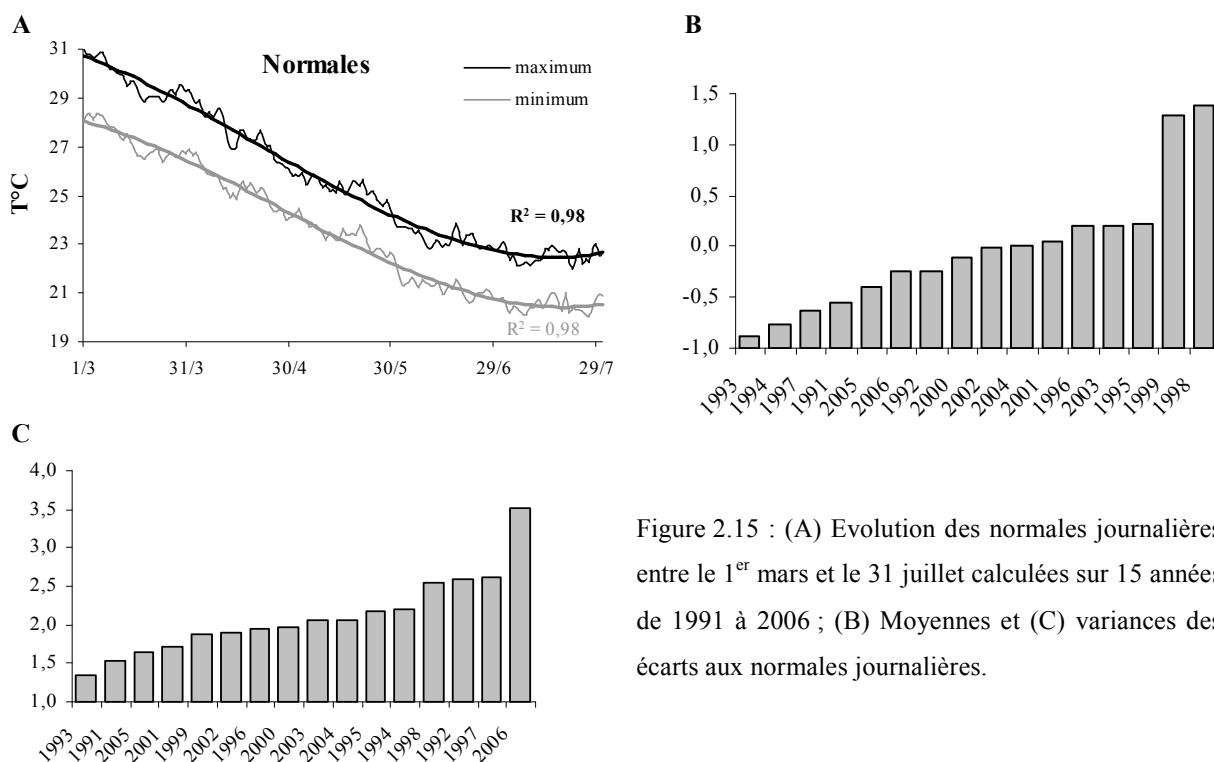 A
Normales
maximum
minimum
31
29
27
25
23
21
19
T°C
R² = 0,98
R² = 0,98
1/3 31/3 30/4 30/5 29/6 29/7
B
1,5
1,0
0,5
0,0
-0,5
-1,0
1993 1994 1997 1991 2005 2006 1992 2000 2002 2004 2001 1996 2003 1995 1999 1998
C
4,0
3,5
3,0
2,5
2,0
1,5
1,0
1993 1991 2005 2001 1999 2002 1996 2000 2003 2004 1995 1994 1998 1992 1997 2006
Figure 2.15 : (A) Evolution des normales journalières
entre le 1er mars et le 31 juillet calculées sur 15 années
de 1991 à 2006 ; (B) Moyennes et (C) variances des
écarts aux normales journalières.